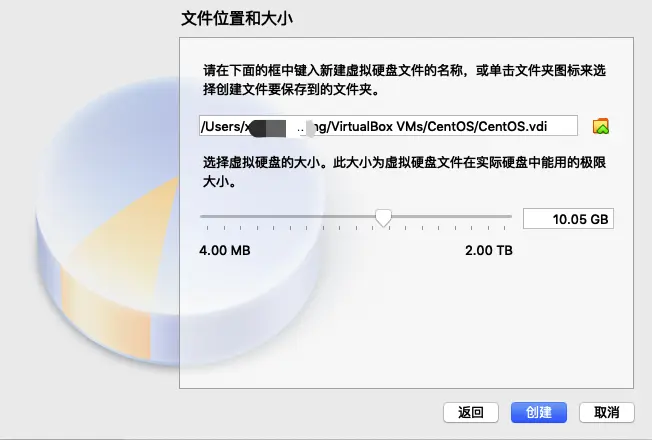 文件位置和大小
请在下面的框中键入新建虚拟硬盘文件的名称，或单击文件夹图标来选
择创建文件要保存到的文件夹。
/Users/x ng/VirtualBox VMs/CentOS/CentOS.vdi
选择虚拟硬盘的大小。此大小为虚拟硬盘文件在实际硬盘中能用的极限
大小。
10.05 GB
4.00 MB 2.00 TB
返回 创建 取消